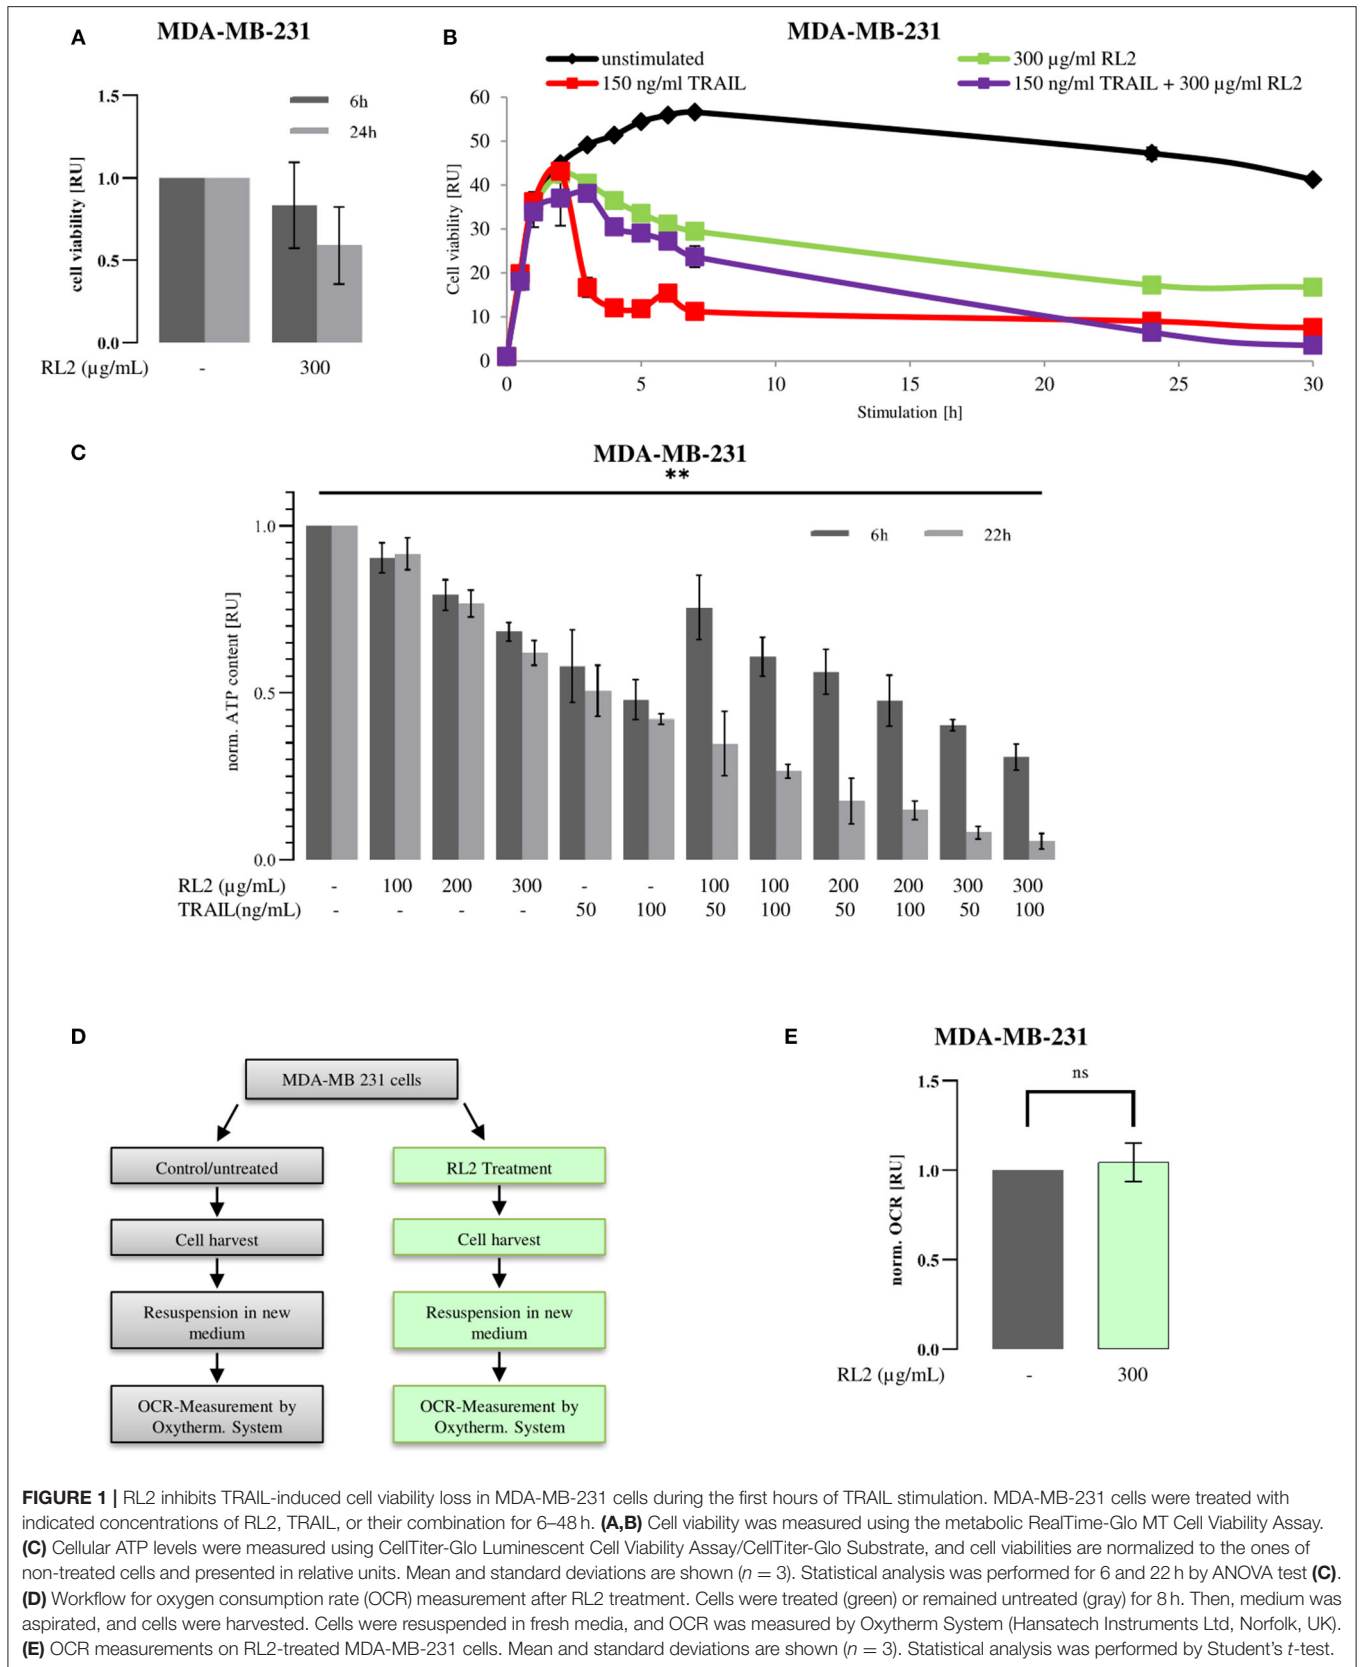 A
MDA-MB-231
1.5
1.0
0.5
0.0
cell viability [RU]
6h
24h
RL2 (µg/mL)
-
300
B
MDA-MB-231
unstimulated
300 µg/ml RL2
150 ng/ml TRAIL
150 ng/ml TRAIL + 300 µg/ml RL2
60
50
40
30
20
10
0
Cell viability [RU]
0 5 10 15 20 25 30
Stimulation [h]
C
MDA-MB-231
**
1.0
0.5
0.0
norm. ATP content [RU]
6h
22h
RL2 (µg/mL) - 100 200 300 - - 100 100 200 200 300 300
TRAIL(ng/mL) - - - - 50 100 50 100 50 100 50 100
D
MDA-MB 231 cells
Control/untreated
RL2 Treatment
Cell harvest
Cell harvest
Resuspension in new
medium
Resuspension in new
medium
OCR-Measurement by
Oxytherm. System
OCR-Measurement by
Oxytherm. System
E
MDA-MB-231
ns
1.5
1.0
0.5
0.0
norm. OCR [RU]
RL2 (µg/mL)
-
300
FIGURE 1 | RL2 inhibits TRAIL-induced cell viability loss in MDA-MB-231 cells during the first hours of TRAIL stimulation. MDA-MB-231 cells were treated with
indicated concentrations of RL2, TRAIL, or their combination for 6–48 h. (A,B) Cell viability was measured using the metabolic RealTime-Glo MT Cell Viability Assay.
(C) Cellular ATP levels were measured using CellTiter-Glo Luminescent Cell Viability Assay/CellTiter-Glo Substrate, and cell viabilities are normalized to the ones of
non-treated cells and presented in relative units. Mean and standard deviations are shown (n = 3). Statistical analysis was performed for 6 and 22 h by ANOVA test (C).
(D) Workflow for oxygen consumption rate (OCR) measurement after RL2 treatment. Cells were treated (green) or remained untreated (gray) for 8 h. Then, medium was
aspirated, and cells were harvested. Cells were resuspended in fresh media, and OCR was measured by Oxytherm System (Hansatech Instruments Ltd, Norfolk, UK).
(E) OCR measurements on RL2-treated MDA-MB-231 cells. Mean and standard deviations are shown (n = 3). Statistical analysis was performed by Student's t-test.